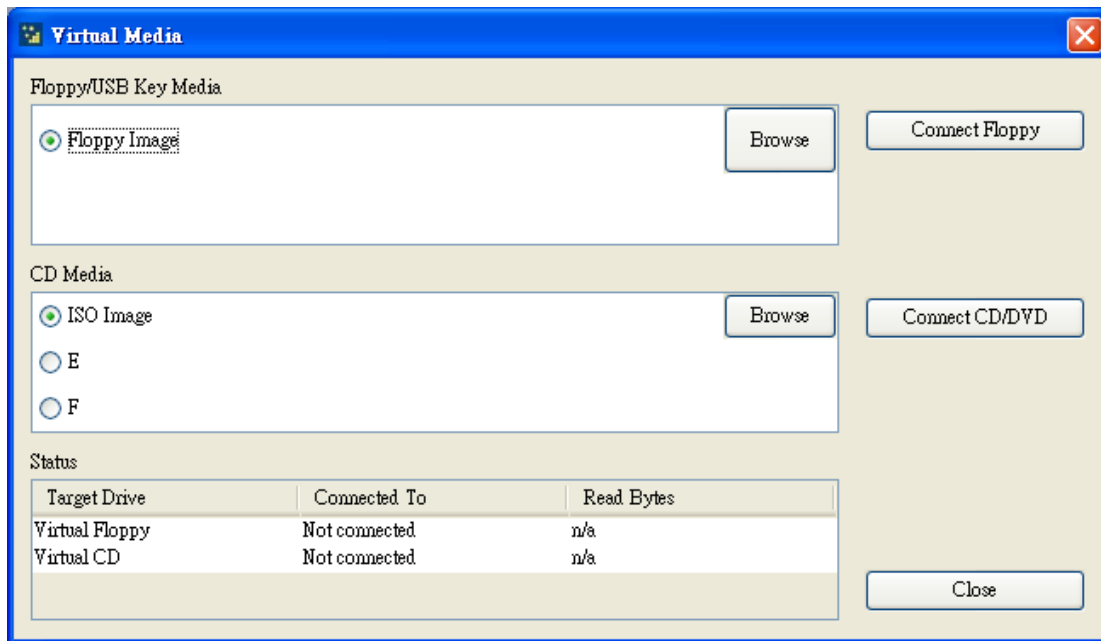 Virtual Media
Floppy/USB Key Media
Floppy Image
Browse
Connect Floppy
CD Media
ISO Image
Browse
Connect CD/DVD
E
F
Status
Target Drive Connected To Read Bytes
Virtual Floppy Not connected n/a
Virtual CD Not connected n/a
Close